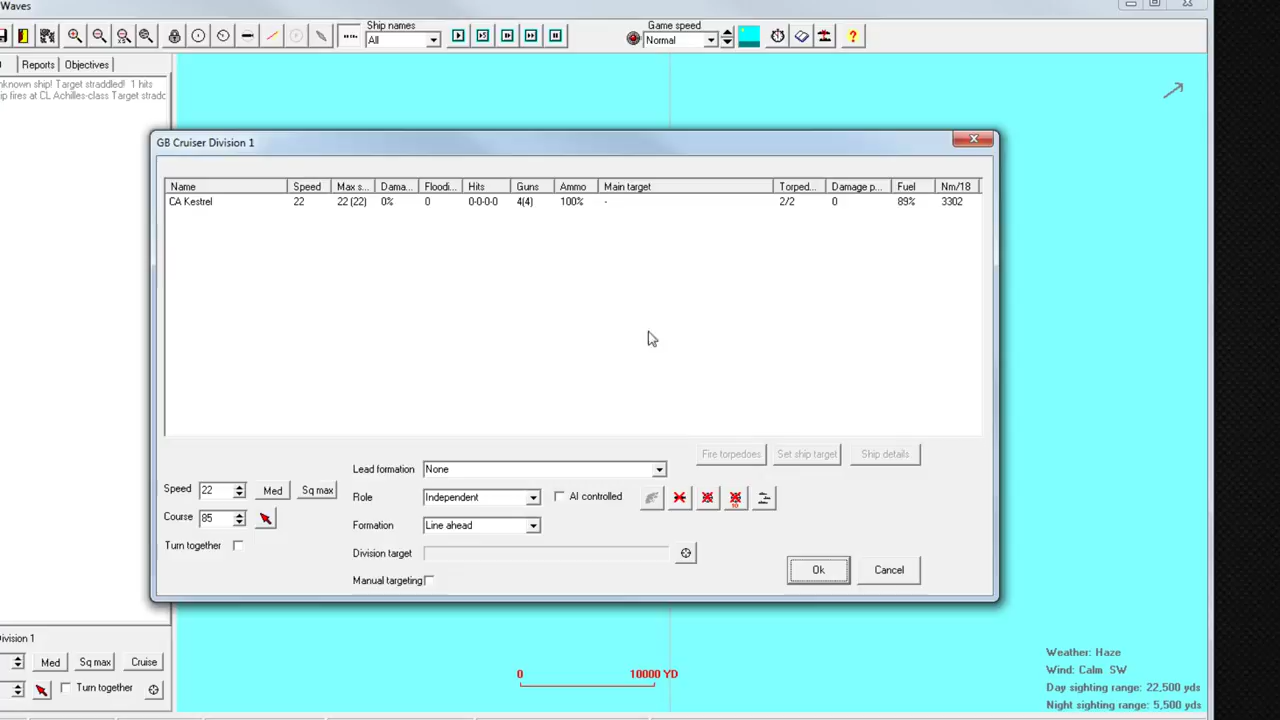 Waves
Ship names
All
Game speed
Normal
?
Reports
Objectives
nknown ship! Target straddled! 1 hits
ip fires at CL Achilles-class Target stradd
GB Cruiser Division 1
Name Speed Max s... Dama... Floodi... Hits Guns Ammo Main target Torped... Damage p... Fuel Nm/18
CA Kestrel 22 22 (22) 0% 0 0-0-0-0 4(4) 100% - 2/2 0 89% 3302
Fire torpedoes Set ship target Ship details
Lead formation None
Speed 22 Med Sq max
Role Independent AI controlled
Course 85
Formation Line ahead
Turn together
Division target
Ok Cancel
Manual targeting
Division 1
Med Sq max Cruise
Turn together
0 10000 YD
Weather: Haze
Wind: Calm SW
Day sighting range: 22,500 yds
Night sighting range: 5,500 yds